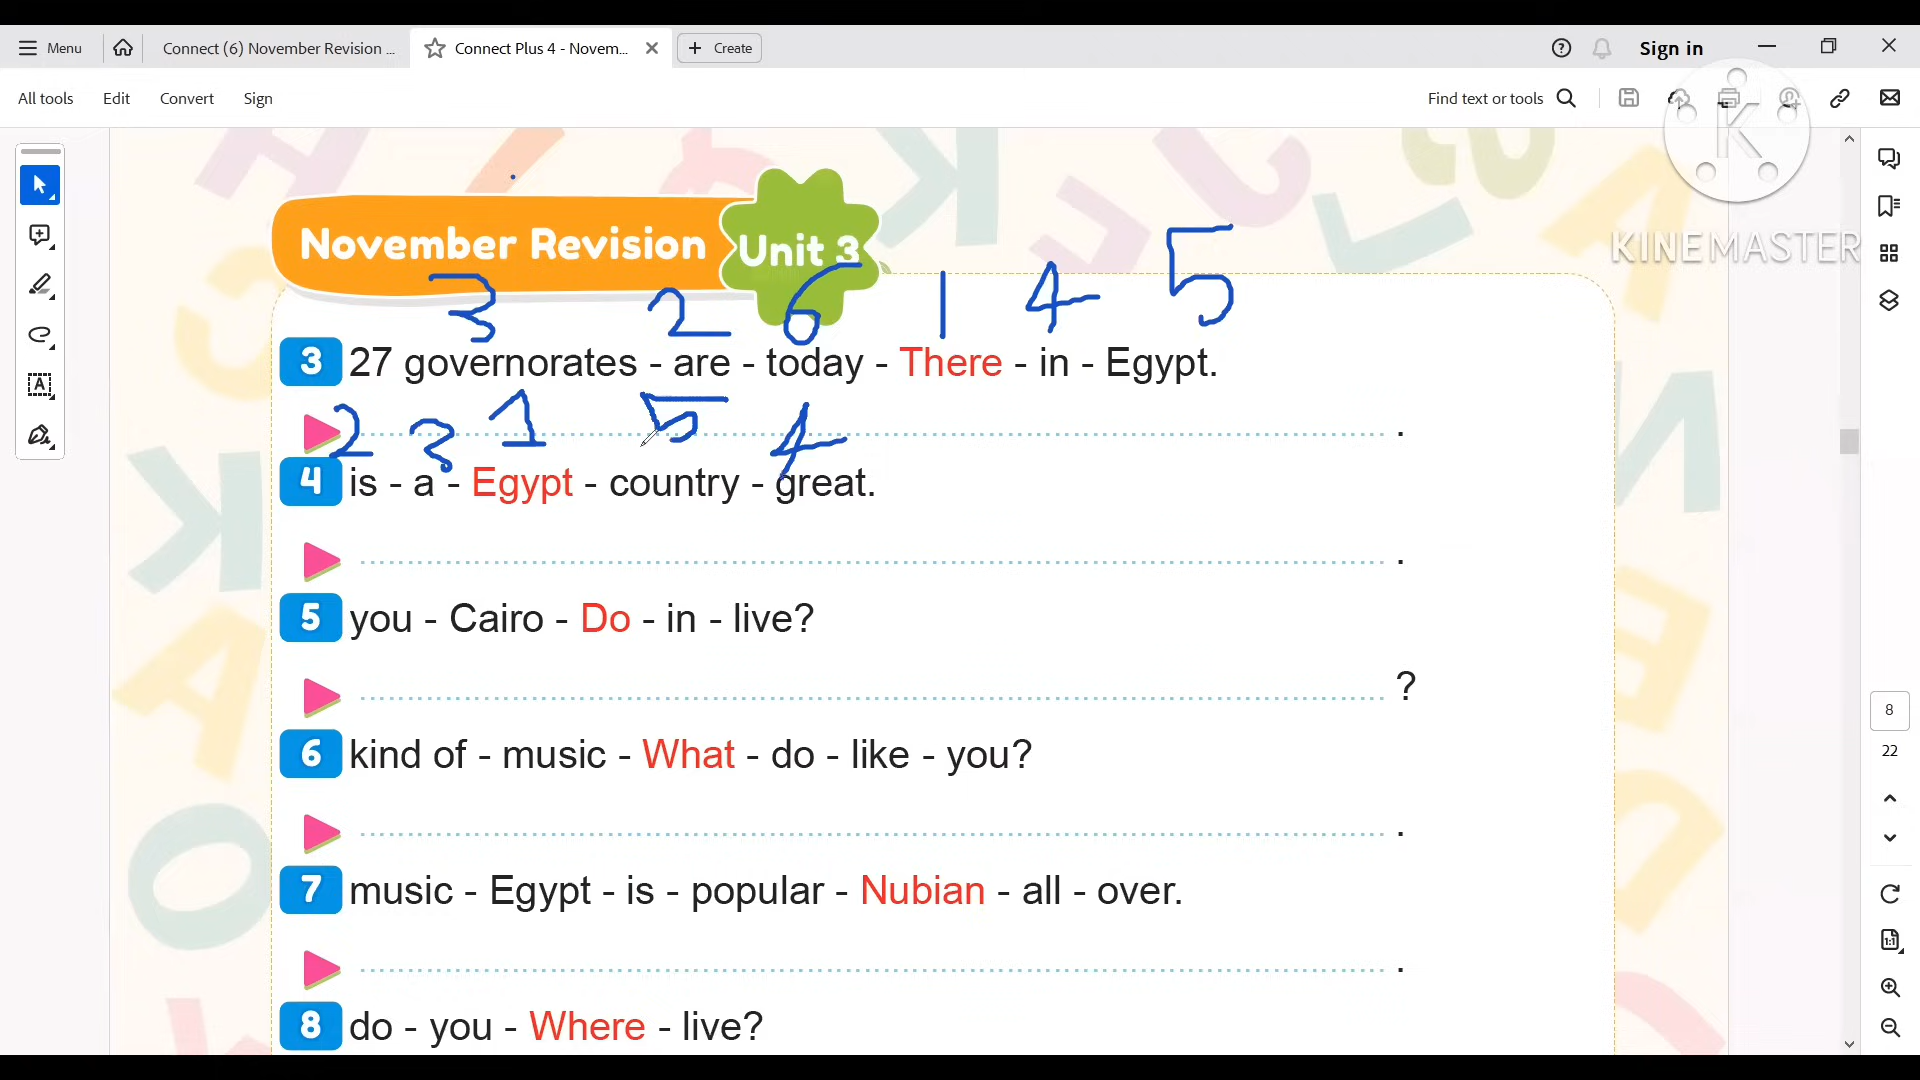 Menu
Connect (6) November Revision ...
Connect Plus 4 - Novem...
Create
Sign in
All tools
Edit
Convert
Sign
Find text or tools
KINEMASTER
November Revision Unit 3
3 2 6 1 4 5
3 27 governorates - are - today - There - in - Egypt.
2 3 1 5 4
4 is - a - Egypt - country - great.
5 you - Cairo - Do - in - live?
?
6 kind of - music - What - do - like - you?
7 music - Egypt - is - popular - Nubian - all - over.
8 do - you - Where - live?
8
22